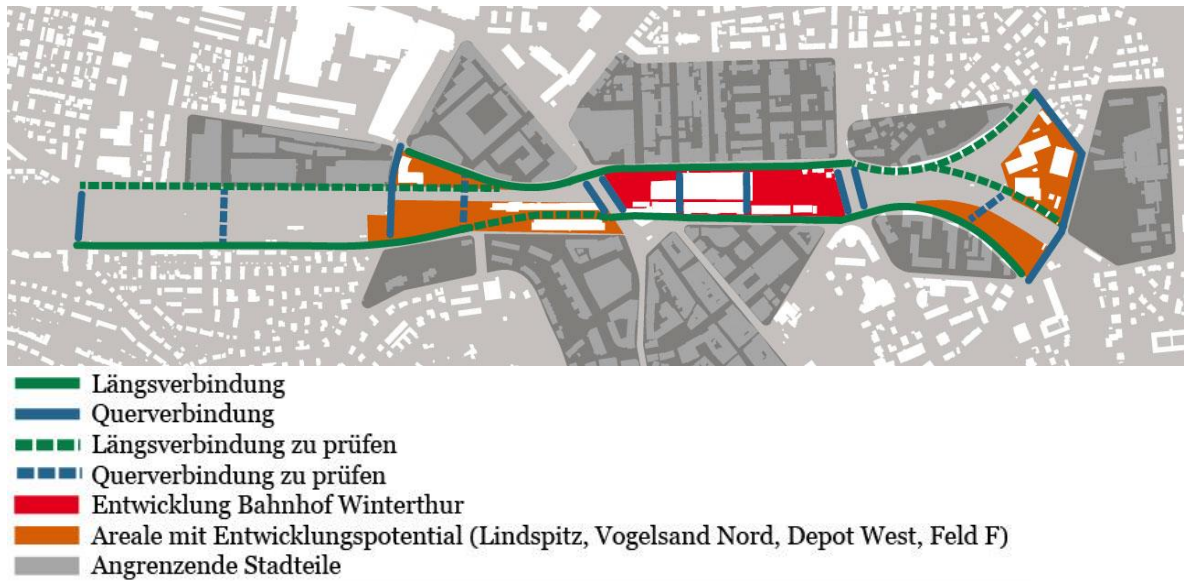 Längsverbindung
Querverbindung
Längsverbindung zu prüfen
Querverbindung zu prüfen
Entwicklung Bahnhof Winterthur
Areale mit Entwicklungspotential (Lindspitz, Vogelsand Nord, Depot West, Feld F)
Angrenzende Stadteile